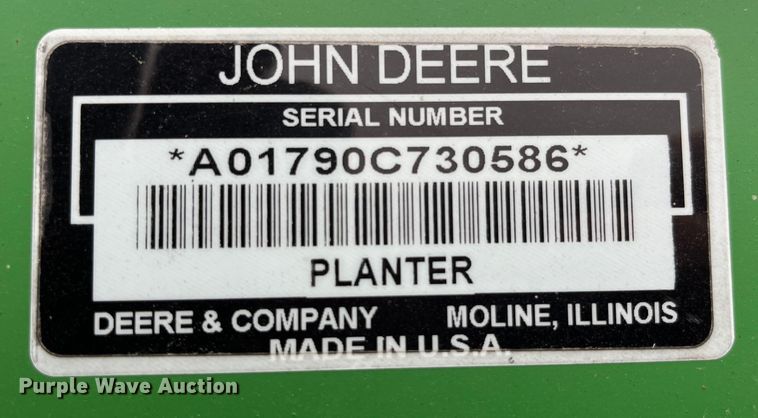 JOHN DEERE
SERIAL NUMBER
*A01790C730586*
PLANTER
DEERE & COMPANY MOLINE, ILLINOIS
MADE IN U.S.A.
Purple Wave Auction